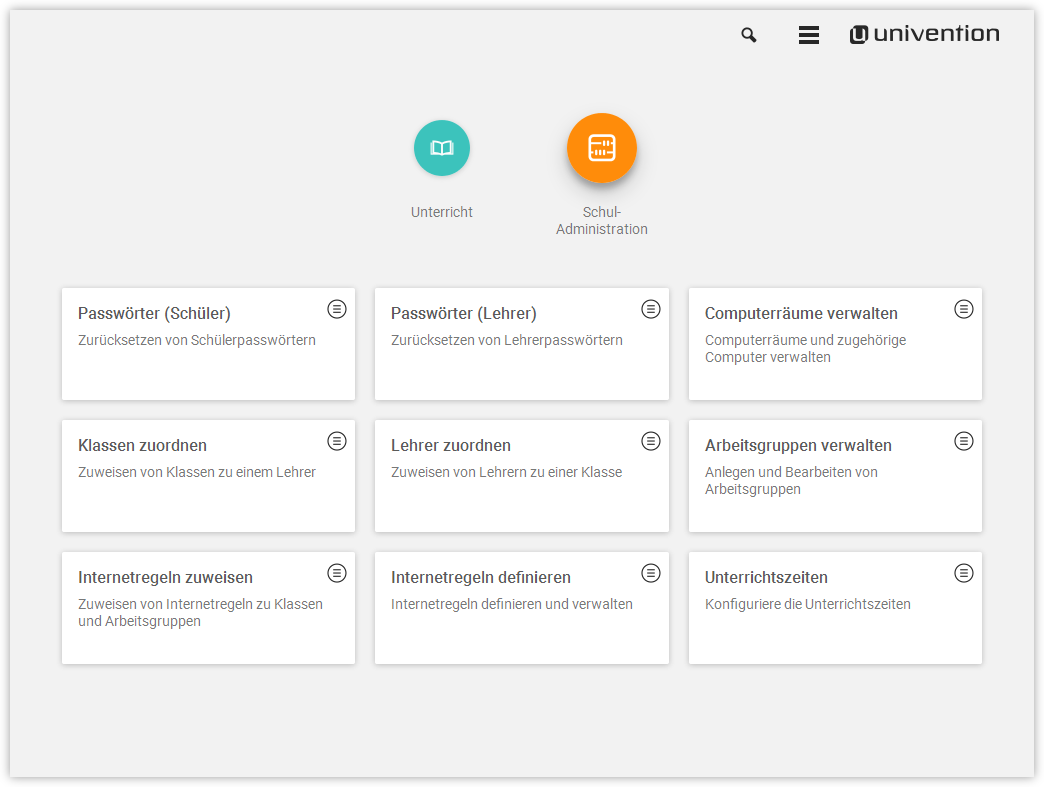 univention
Unterricht
Schul-
Administration
Passwörter (Schüler)
Zurücksetzen von Schülerpasswörtern
Passwörter (Lehrer)
Zurücksetzen von Lehrerpasswörtern
Computerräume verwalten
Computerräume und zugehörige
Computer verwalten
Klassen zuordnen
Zuweisen von Klassen zu einem Lehrer
Lehrer zuordnen
Zuweisen von Lehrern zu einer Klasse
Arbeitsgruppen verwalten
Anlegen und Bearbeiten von
Arbeitsgruppen
Internetregeln zuweisen
Zuweisen von Internetregeln zu Klassen
und Arbeitsgruppen
Internetregeln definieren
Internetregeln definieren und verwalten
Unterrichtszeiten
Konfiguriere die Unterrichtszeiten